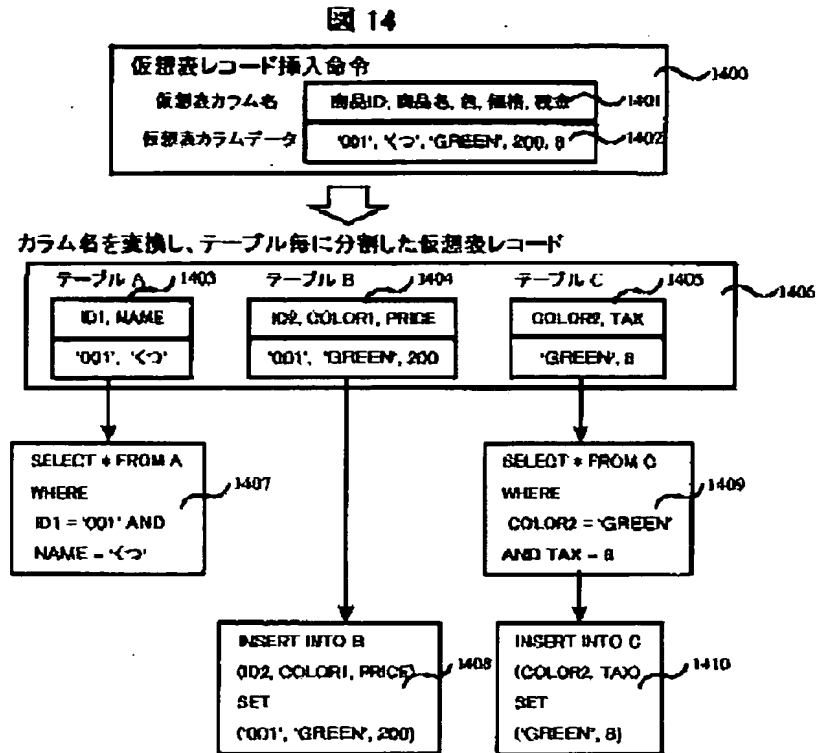 図 14
仮想表レコード挿入命令
1400
仮想表カラム名
商品ID, 商品名, 色, 価格, 税金
1401
仮想表カラムデータ
'001', 'くつ', 'GREEN', 200, 8
1402
カラム名を変換し、テーブル毎に分割した仮想表レコード
テーブル A
1403
テーブル B
1404
テーブル C
1405
1406
ID1, NAME
ID2, COLOR1, PRICE
COLOR2, TAX
'001', 'くつ'
'001', 'GREEN', 200
'GREEN', 8
SELECT * FROM A
WHERE
ID1 = '001' AND
NAME = 'くつ'
1407
SELECT * FROM C
WHERE
COLOR2 = 'GREEN'
AND TAX = 8
1409
INSERT INTO B
(ID2, COLOR1, PRICE)
SET
('001', 'GREEN', 200)
1408
INSERT INTO C
(COLOR2, TAX)
SET
('GREEN', 8)
1410